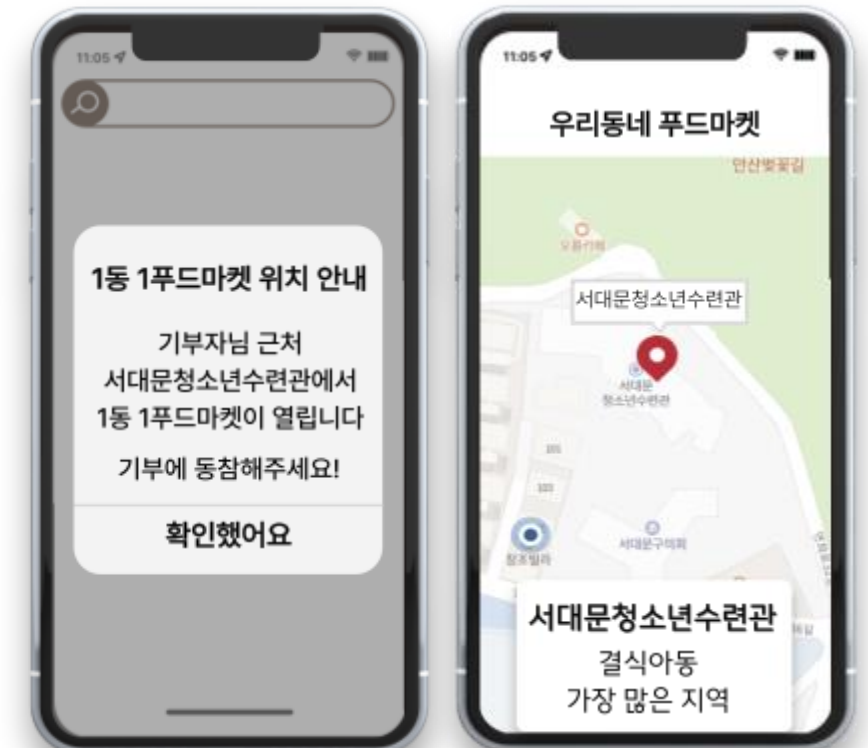 11:05
1동 1푸드마켓 위치 안내
기부자님 근처
서대문청소년수련관에서
1동 1푸드마켓이 열립니다
기부에 동참해주세요!
확인했어요
11:05
우리동네 푸드마켓
안산벚꽃길
서대문청소년수련관
서대문
청소년수련관
101
103
서대문구의회
창조빌라
서대문청소년수련관
결식아동
가장 많은 지역